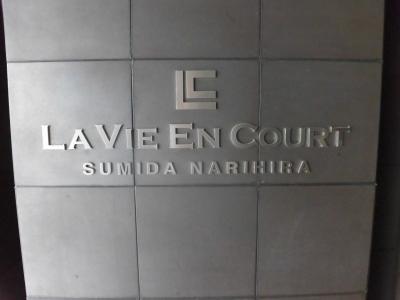 LC
LA VIE EN COURT
SUMIDA NARIHIRA